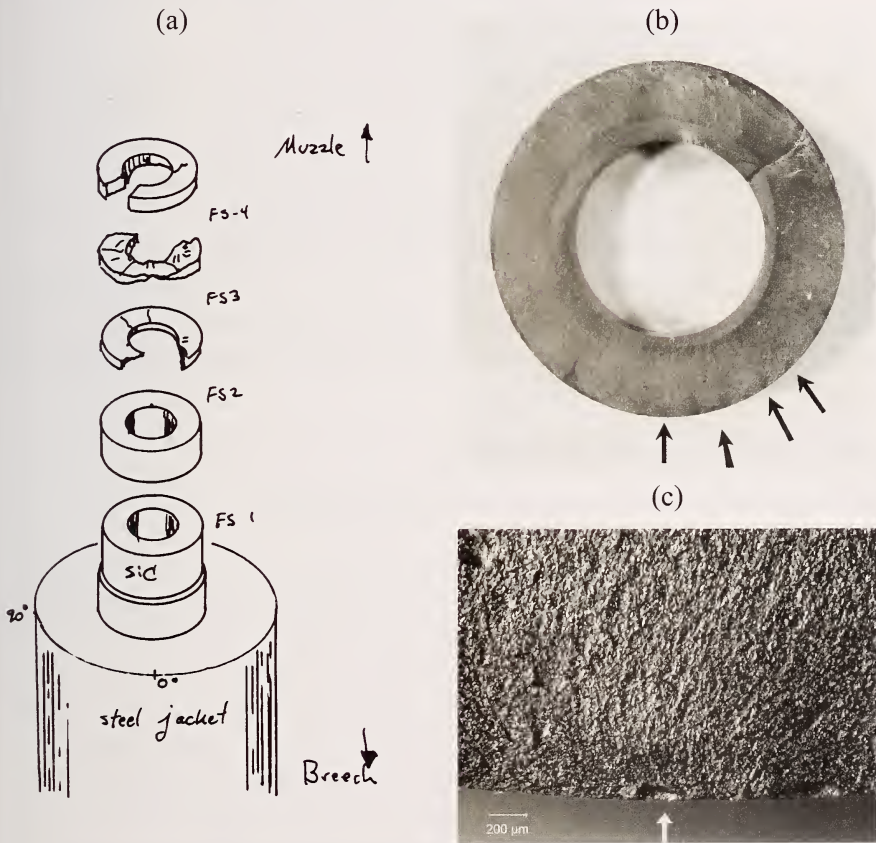 (a)
Muzzle
FS-4
FS3
FS2
FS 1
SiC
90°
0°
steel jacket
Breech
(b)
(c)
200 µm